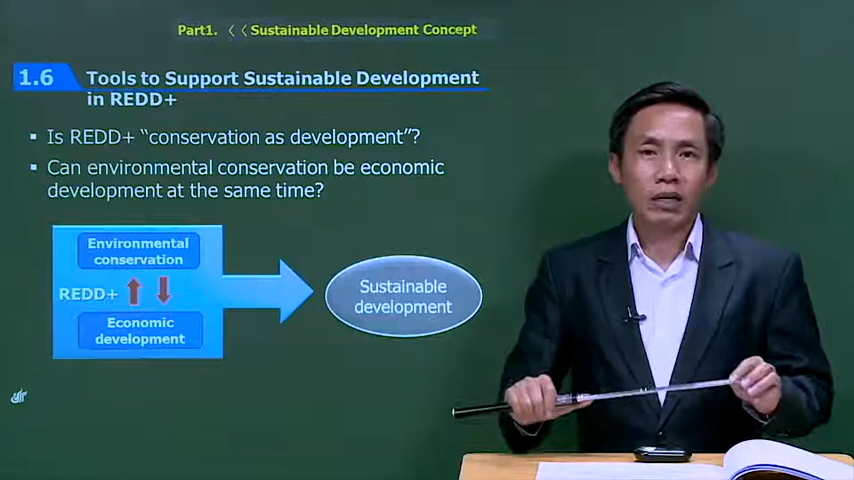 Part1. 〈〈 Sustainable Development Concept
1.6
Tools to Support Sustainable Development
in REDD+
▪ Is REDD+ “conservation as development”?
▪ Can environmental conservation be economic
development at the same time?
Environmental
conservation
REDD+
Economic
development
Sustainable
development